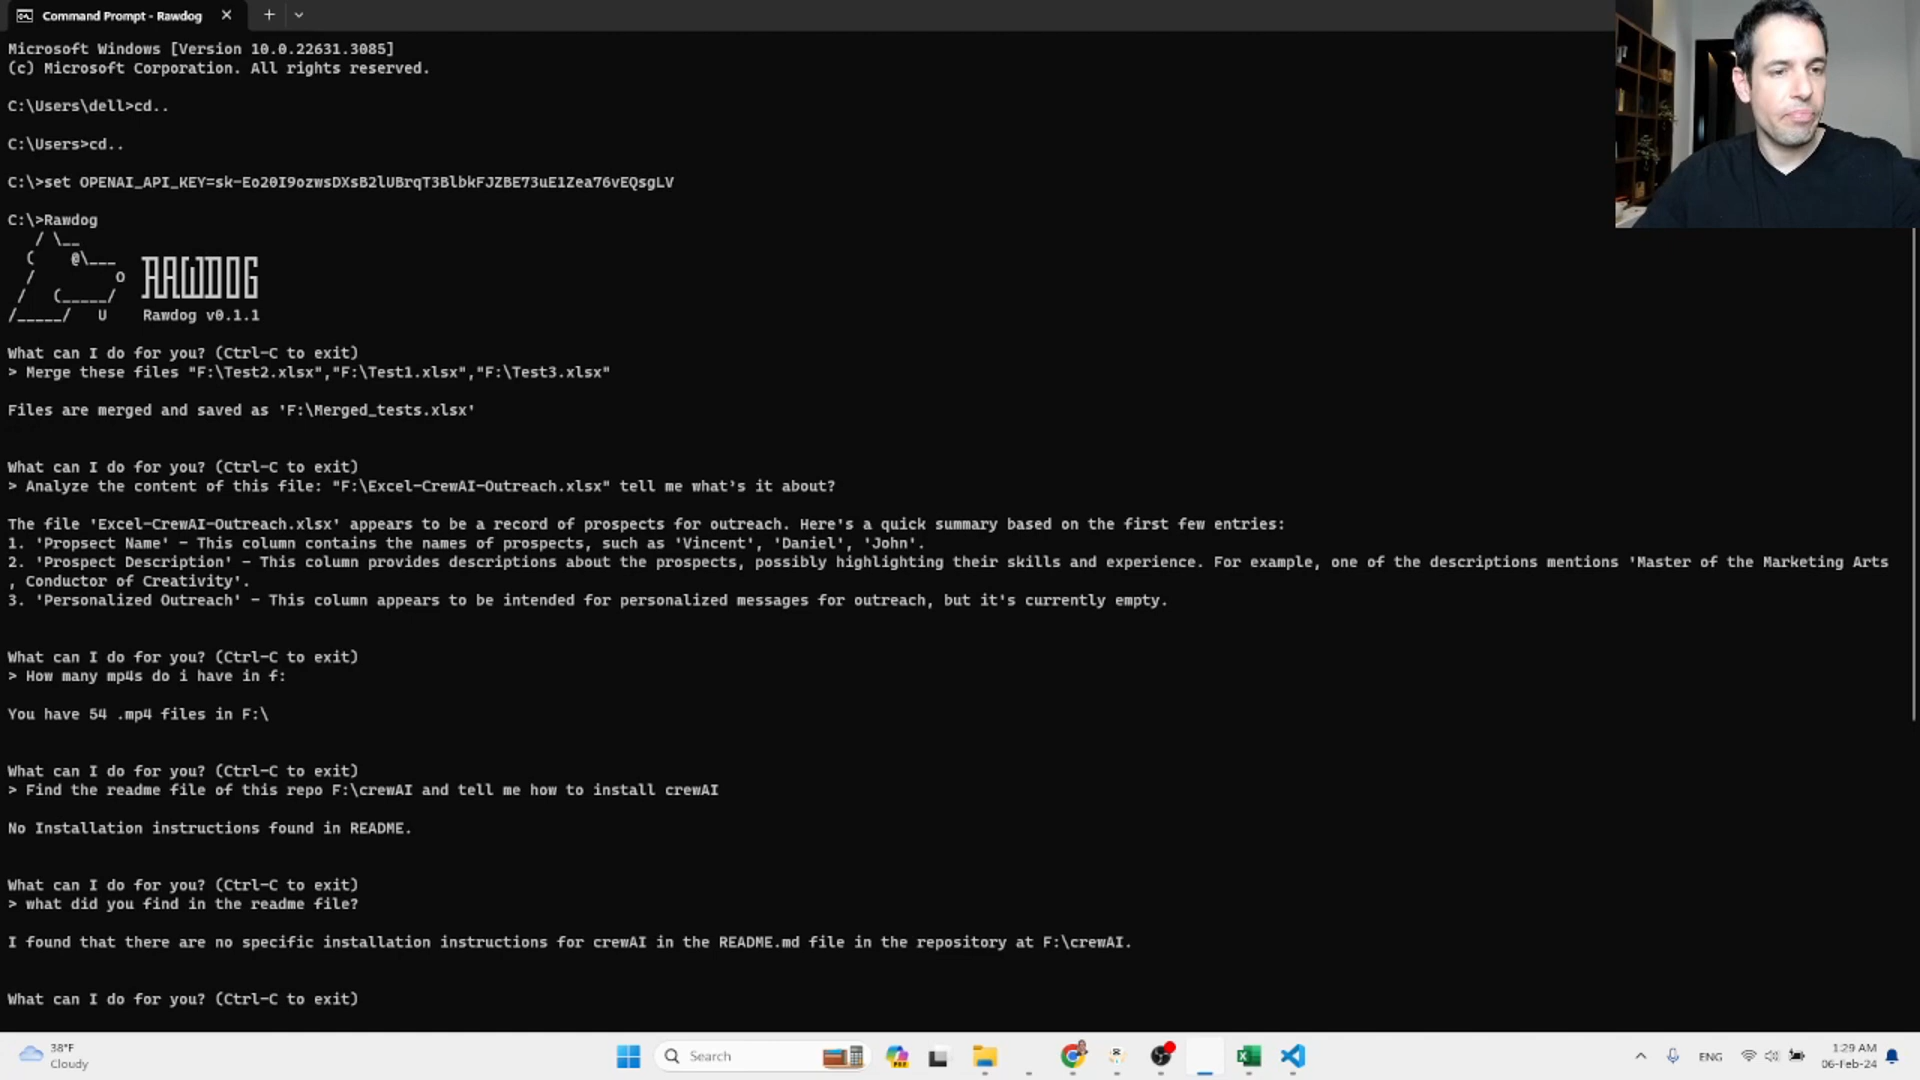 Command Prompt - Rawdog
Microsoft Windows [Version 10.0.22631.3085]
(c) Microsoft Corporation. All rights reserved.
C:\Users\dell>cd..
C:\Users>cd..
C:\>set OPENAI_API_KEY=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
C:\>Rawdog
RAWDOG
Rawdog v0.1.1
What can I do for you? (Ctrl-C to exit)
> Merge these files "F:\Test2.xlsx","F:\Test1.xlsx","F:\Test3.xlsx"
Files are merged and saved as 'F:\Merged_tests.xlsx'
What can I do for you? (Ctrl-C to exit)
> Analyze the content of this file: "F:\Excel-CrewAI-Outreach.xlsx" tell me what's it about?
The file 'Excel-CrewAI-Outreach.xlsx' appears to be a record of prospects for outreach. Here's a quick summary based on the first few entries:
1. 'Propsect Name' - This column contains the names of prospects, such as 'Vincent', 'Daniel', 'John'.
2. 'Prospect Description' - This column provides descriptions about the prospects, possibly highlighting their skills and experience. For example, one of the descriptions mentions 'Master of the Marketing Arts
, Conductor of Creativity'.
3. 'Personalized Outreach' - This column appears to be intended for personalized messages for outreach, but it's currently empty.
What can I do for you? (Ctrl-C to exit)
> How many mp4s do i have in f:
You have 54 .mp4 files in F:\
What can I do for you? (Ctrl-C to exit)
> Find the readme file of this repo F:\crewAI and tell me how to install crewAI
No Installation instructions found in README.
What can I do for you? (Ctrl-C to exit)
> what did you find in the readme file?
I found that there are no specific installation instructions for crewAI in the README.md file in the repository at F:\crewAI.
What can I do for you? (Ctrl-C to exit)
38°F
Cloudy
Search
ENG
1:29 AM
06-Feb-24